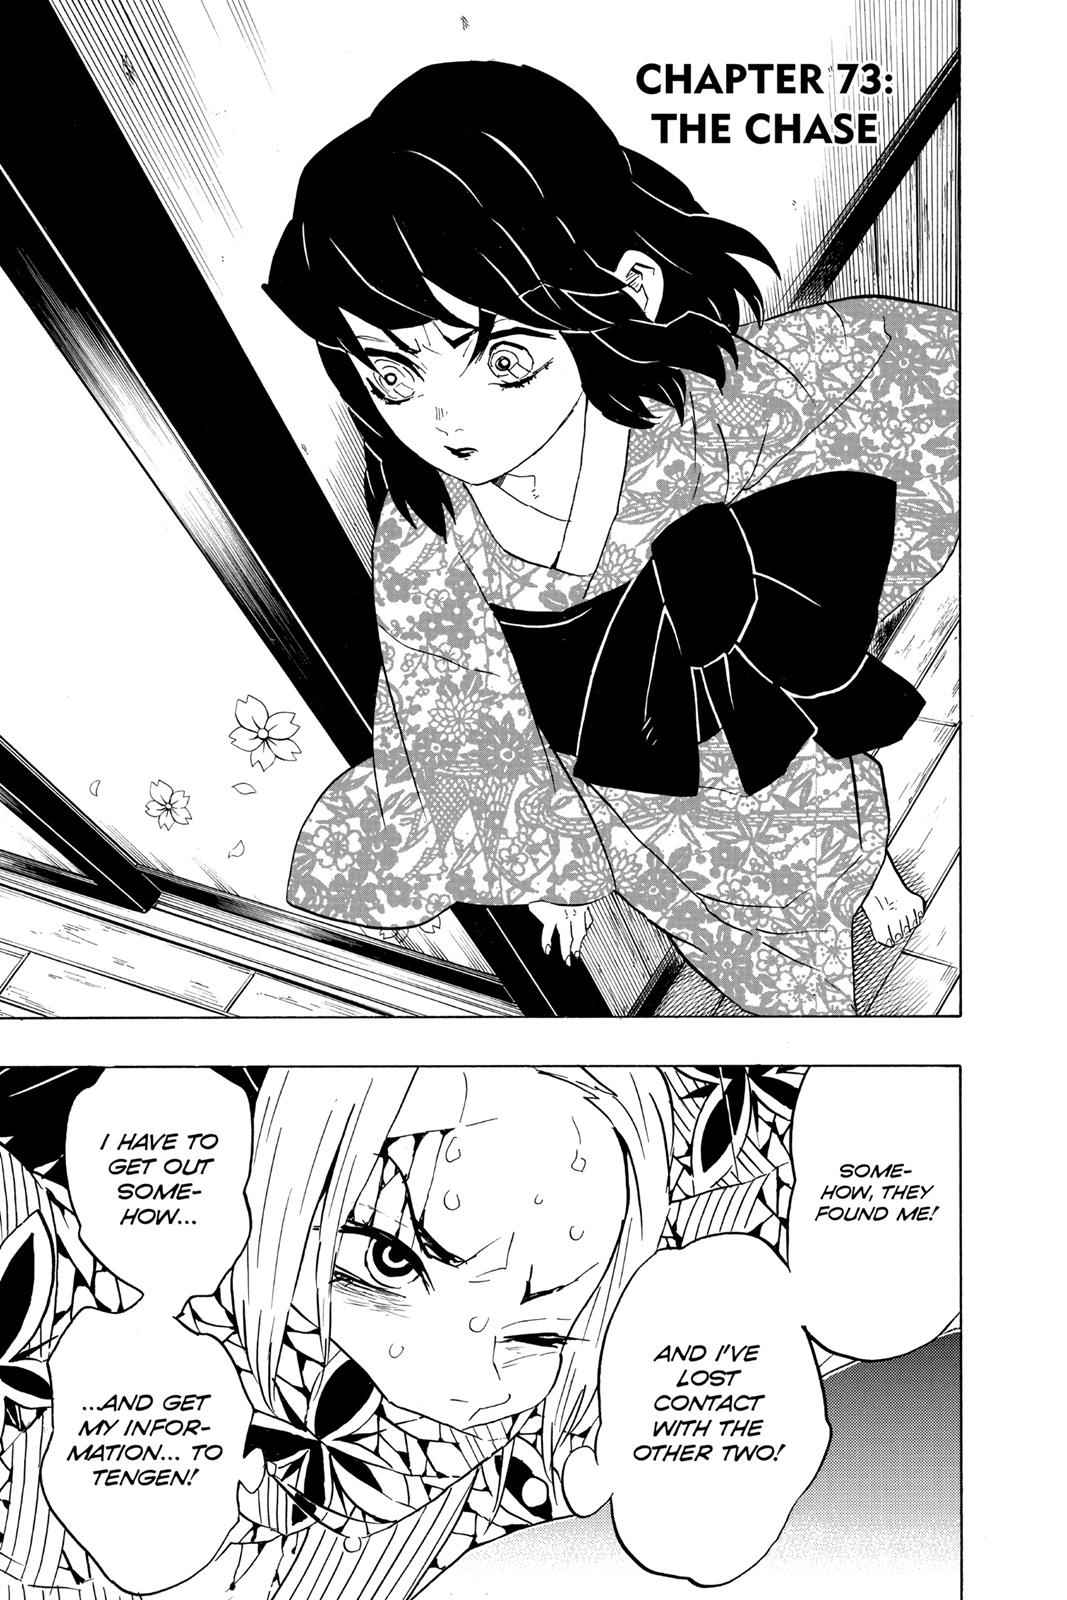 CHAPTER 73:
THE CHASE
SOME-
HOW, THEY
FOUND ME!
AND I'VE
LOST
CONTACT
WITH THE
OTHER TWO!
I HAVE TO
GET OUT
SOME-
HOW...
...AND GET
MY INFOR-
MATION... TO
TENGEN!